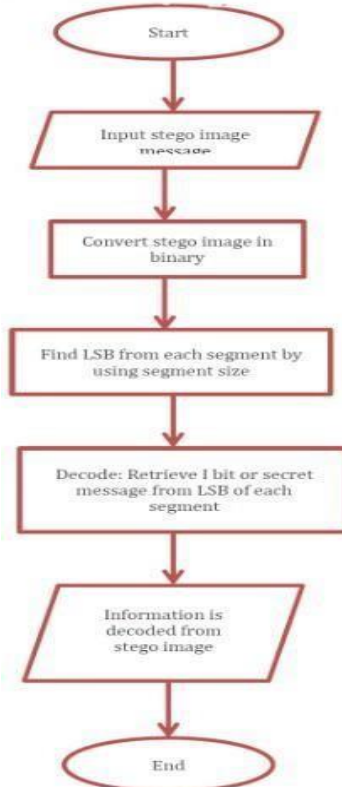 Start
Input stego image
message
Convert stego image in
binary
Find LSB from each segment by
using segment size
Decode: Retrieve I bit or secret
message from LSB of each
segment
Information is
decoded from
stego image
End